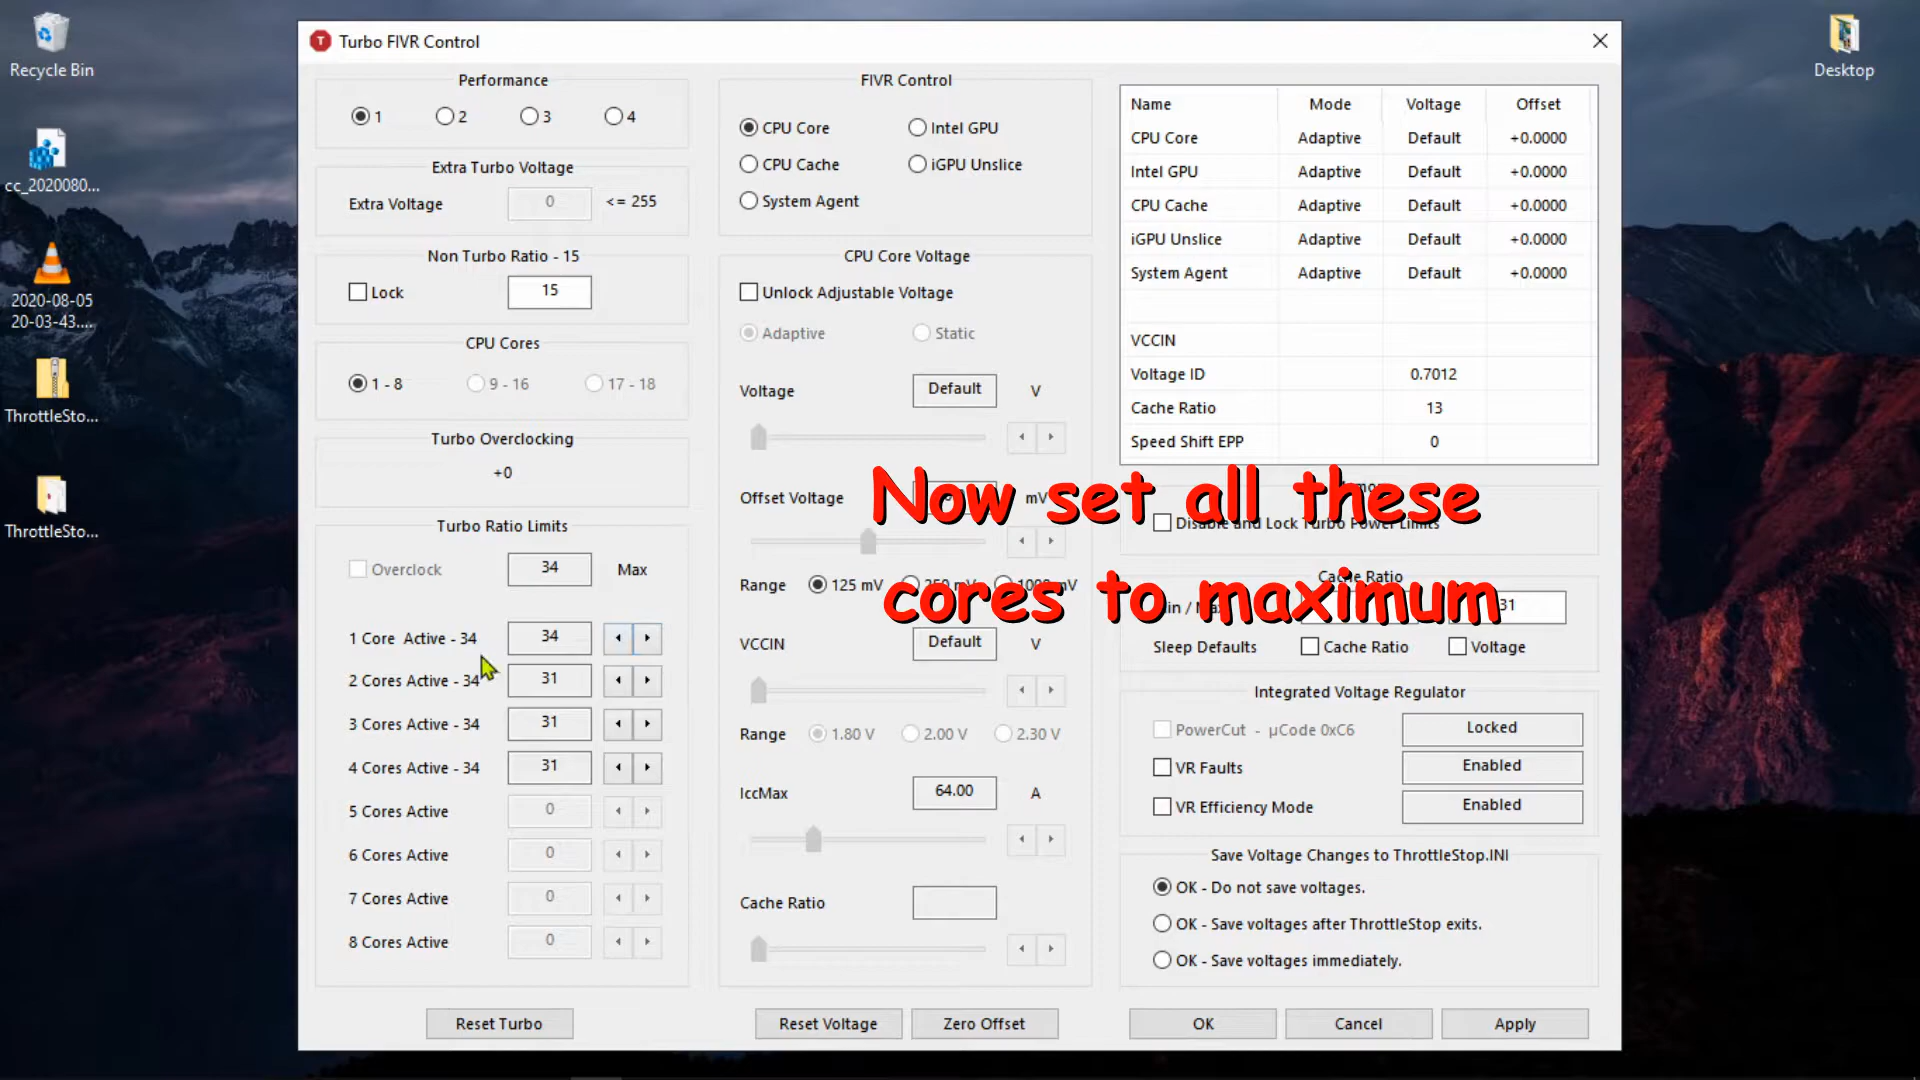 Recycle Bin
cc_2020080...
2020-08-05
20-03-43....
ThrottleSto...
ThrottleSto...
Desktop
Turbo FIVR Control
Performance
1 2 3 4
Extra Turbo Voltage
Extra Voltage 0 <= 255
Non Turbo Ratio - 15
Lock 15
CPU Cores
1 - 8 9 - 16 17 - 18
Turbo Overclocking
+0
Turbo Ratio Limits
Overclock 34 Max
1 Core Active - 34 34
2 Cores Active - 34 31
3 Cores Active - 34 31
4 Cores Active - 34 31
5 Cores Active 0
6 Cores Active 0
7 Cores Active 0
8 Cores Active 0
Reset Turbo
FIVR Control
CPU Core Intel GPU
CPU Cache iGPU Unslice
System Agent
CPU Core Voltage
Unlock Adjustable Voltage
Adaptive Static
Voltage Default V
Offset Voltage mV
Range 125 mV 250 mV 1000 mV
VCCIN Default V
Range 1.80 V 2.00 V 2.30 V
IccMax 64.00 A
Cache Ratio
Reset Voltage Zero Offset
Name Mode Voltage Offset
CPU Core Adaptive Default +0.0000
Intel GPU Adaptive Default +0.0000
CPU Cache Adaptive Default +0.0000
iGPU Unslice Adaptive Default +0.0000
System Agent Adaptive Default +0.0000
VCCIN
Voltage ID 0.7012
Cache Ratio 13
Speed Shift EPP 0
Disable and Lock Turbo Power Limits
Cache Ratio
31
Sleep Defaults Cache Ratio Voltage
Integrated Voltage Regulator
PowerCut - µCode 0xC6 Locked
VR Faults Enabled
VR Efficiency Mode Enabled
Save Voltage Changes to ThrottleStop.INI
OK - Do not save voltages.
OK - Save voltages after ThrottleStop exits.
OK - Save voltages immediately.
OK Cancel Apply
Now set all these
cores to maximum